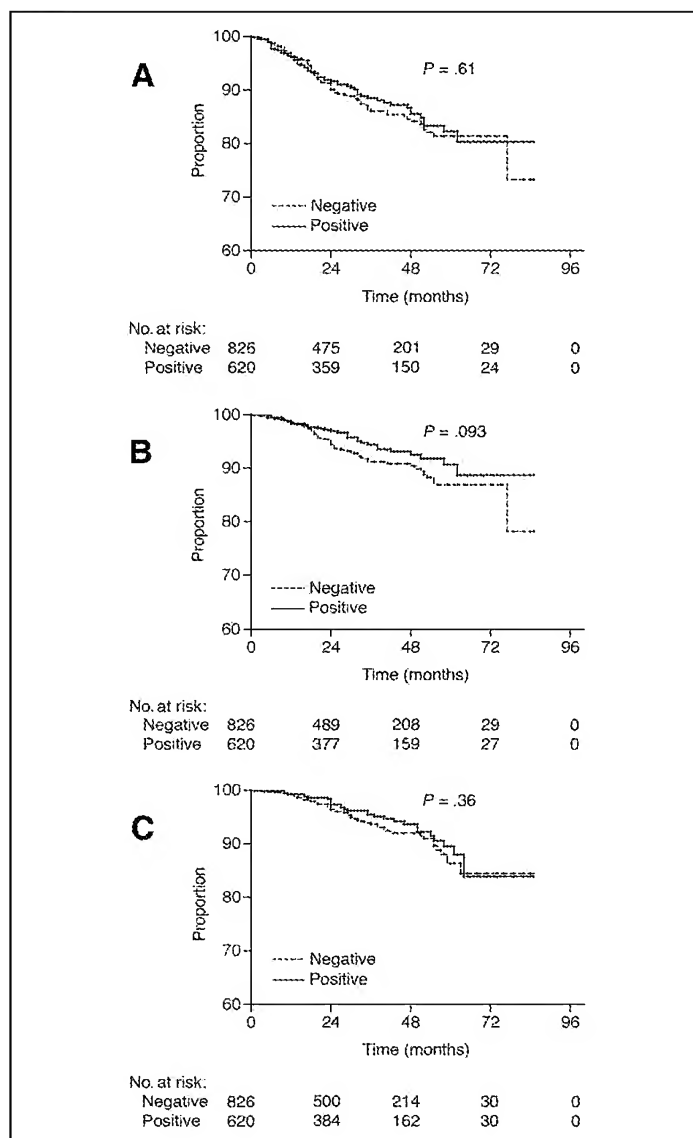 A
100
90
80
70
60
Proportion
P = .61
Negative
Positive
0 24 48 72 96
Time (months)
No. at risk:
Negative 826 475 201 29 0
Positive 620 359 150 24 0
B
100
90
80
70
60
Proportion
P = .093
Negative
Positive
0 24 48 72 96
Time (months)
No. at risk:
Negative 826 489 208 29 0
Positive 620 377 159 27 0
C
100
90
80
70
60
Proportion
P = .36
Negative
Positive
0 24 48 72 96
Time (months)
No. at risk:
Negative 826 500 214 30 0
Positive 620 384 162 30 0